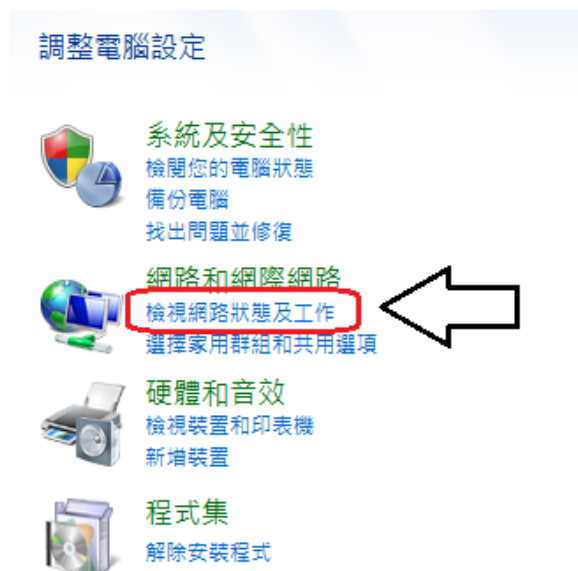 調整電腦設定
系統及安全性
檢閱您的電腦狀態
備份電腦
找出問題並修復
網路和網際網路
檢視網路狀態及工作
選擇家用群組和共用選項
硬體和音效
檢視裝置和印表機
新增裝置
程式集
解除安裝程式